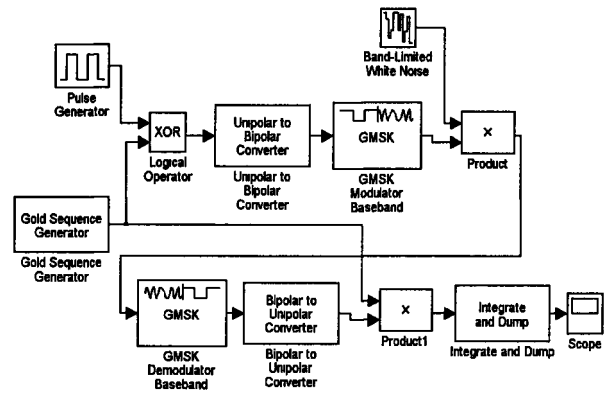 Band-Limited
White Noise
Pulse
Generator
XOR
Logical
Operator
Unipolar to
Bipolar
Converter
Unipolar to
Bipolar
Converter
GMSK
GMSK
Modulator
Baseband
×
Product
Gold Sequence
Generator
Gold Sequence
Generator
GMSK
GMSK
Demodulator
Baseband
Bipolar to
Unipolar
Converter
Bipolar to
Unipolar
Converter
×
Product1
Integrate
and Dump
Integrate and Dump
Scope